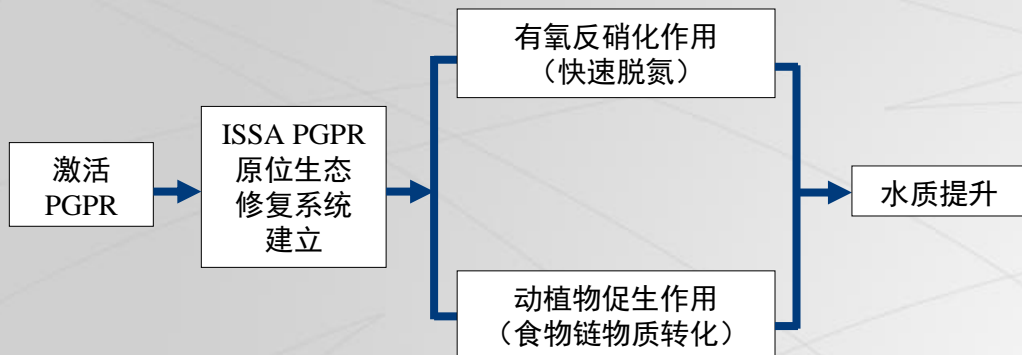 激活
PGPR
ISSA PGPR
原位生态
修复系统
建立
有氧反硝化作用
（快速脱氮）
动植物促生作用
（食物链物质转化）
水质提升